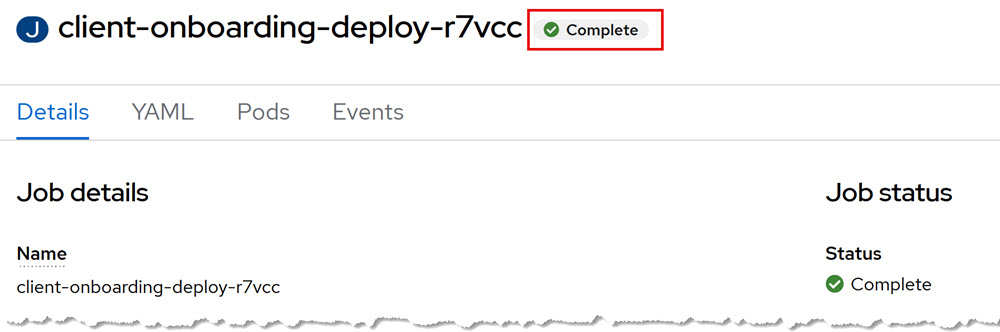 J client-onboarding-deploy-r7vcc Complete
Details YAML Pods Events
Job details
Name
client-onboarding-deploy-r7vcc
Job status
Status
Complete